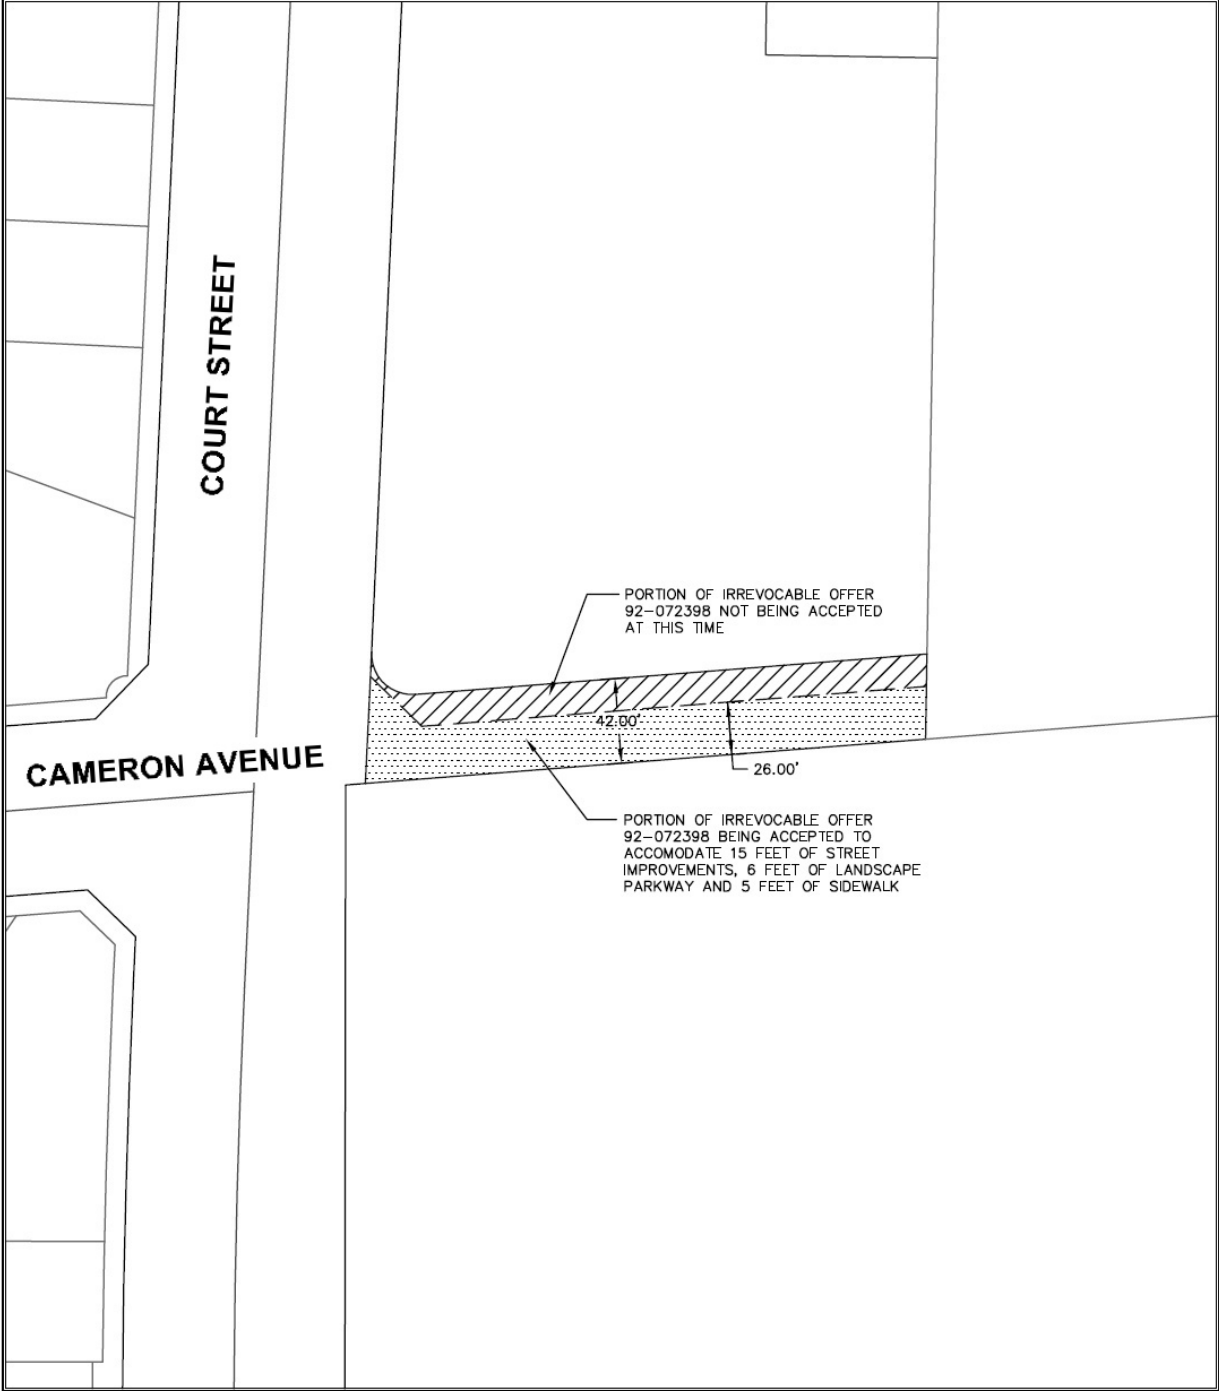 COURT STREET
PORTION OF IRREVOCABLE OFFER
92-072398 NOT BEING ACCEPTED
AT THIS TIME
42.00'
CAMERON AVENUE
26.00'
PORTION OF IRREVOCABLE OFFER
92-072398 BEING ACCEPTED TO
ACCOMODATE 15 FEET OF STREET
IMPROVEMENTS, 6 FEET OF LANDSCAPE
PARKWAY AND 5 FEET OF SIDEWALK